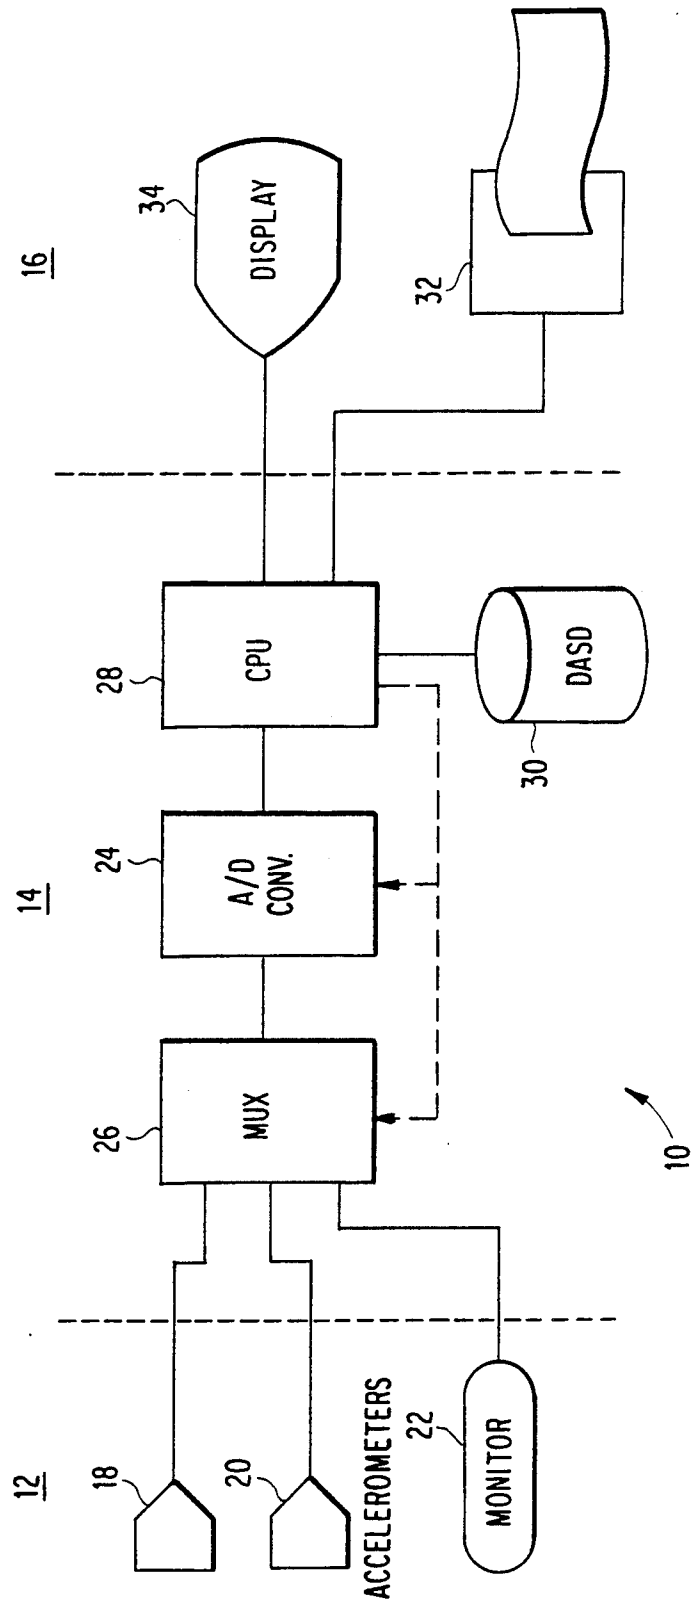 12
14
16
18
20
ACCELEROMETERS
22
MONITOR
26
MUX
24
A/D
CONV.
28
CPU
30
DASD
34
DISPLAY
32
10